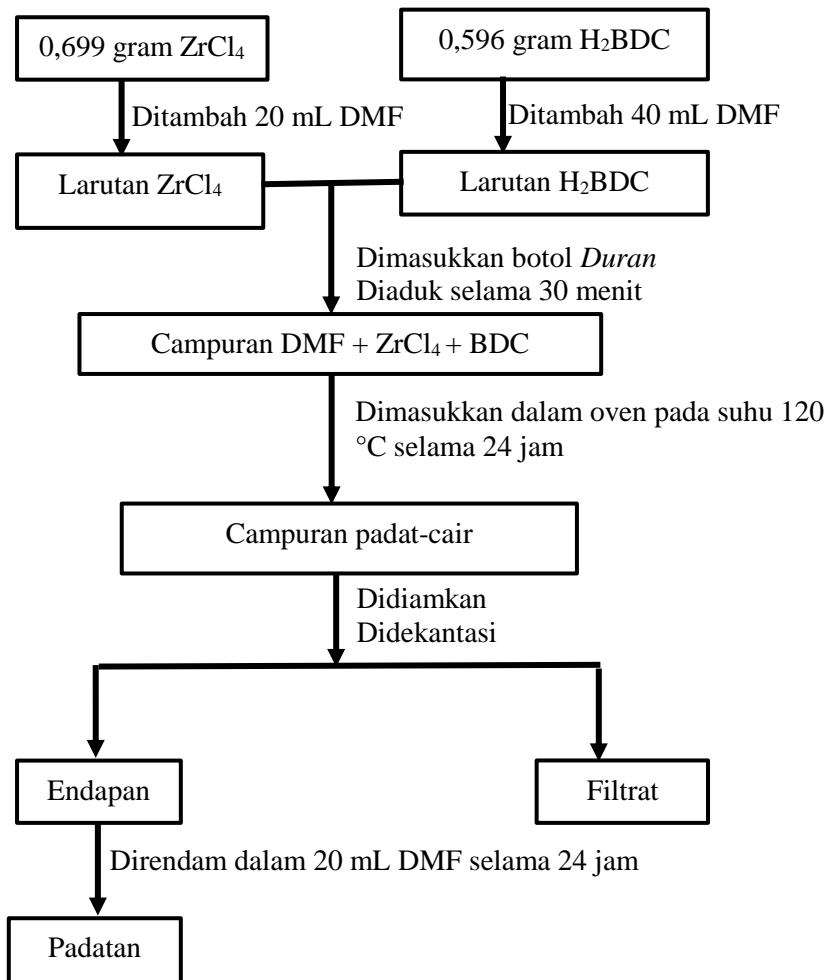 0,699 gram ZrCl₄
0,596 gram H₂BDC
Ditambah 20 mL DMF
Ditambah 40 mL DMF
Larutan ZrCl₄
Larutan H₂BDC
Dimasukkan botol Duran
Diaduk selama 30 menit
Campuran DMF + ZrCl₄ + BDC
Dimasukkan dalam oven pada suhu 120
°C selama 24 jam
Campuran padat-cair
Didiamkan
Didekantasi
Endapan
Filtrat
Direndam dalam 20 mL DMF selama 24 jam
Padatan